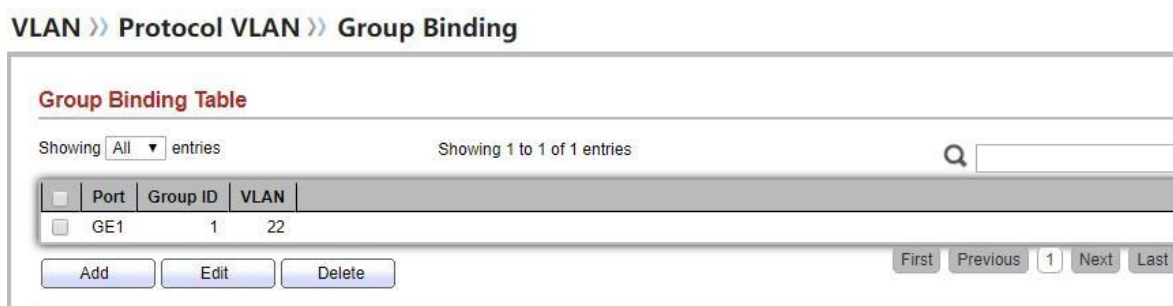 VLAN » Protocol VLAN » Group Binding
Group Binding Table
Showing All ▼ entries Showing 1 to 1 of 1 entries
Port Group ID VLAN
GE1 1 22
First Previous 1 Next Last
Add Edit Delete